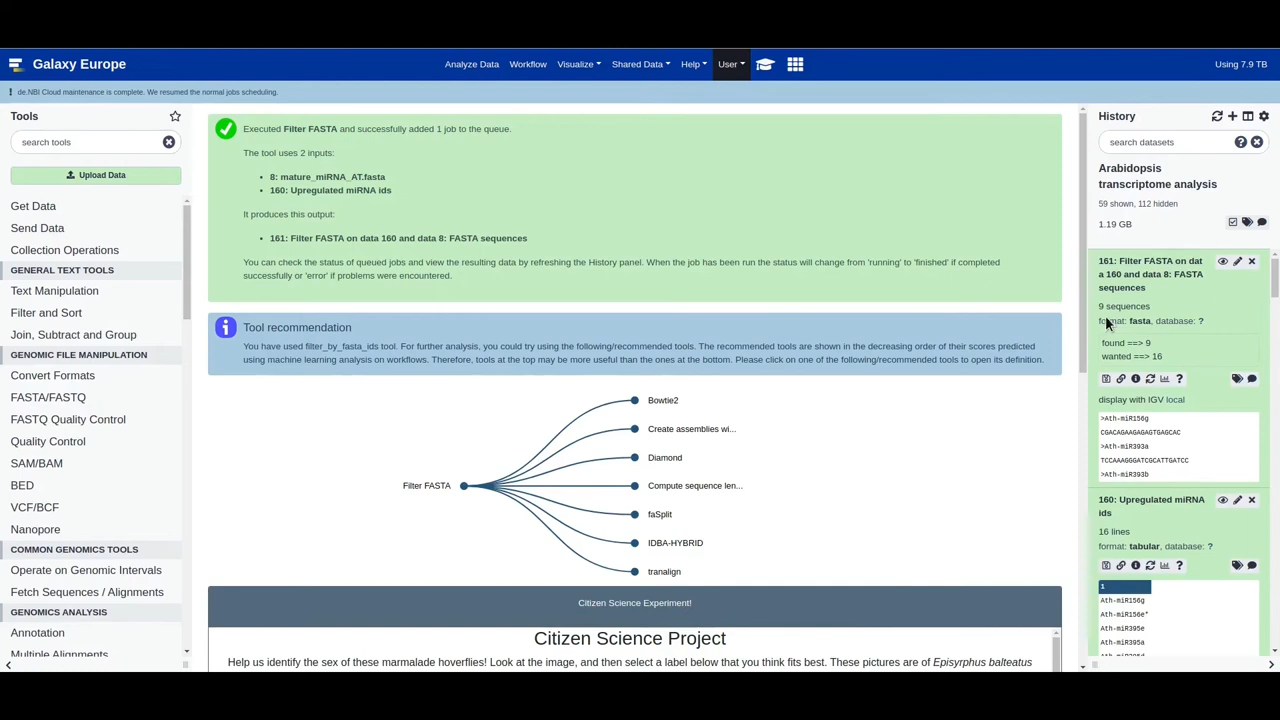 Galaxy Europe
Analyze Data Workflow Visualize Shared Data Help User
Using 7.9 TB
! de.NBI Cloud maintenance is complete. We resumed the normal jobs scheduling.
Tools
search tools
Upload Data
Get Data
Send Data
Collection Operations
GENERAL TEXT TOOLS
Text Manipulation
Filter and Sort
Join, Subtract and Group
GENOMIC FILE MANIPULATION
Convert Formats
FASTA/FASTQ
FASTQ Quality Control
Quality Control
SAM/BAM
BED
VCF/BCF
Nanopore
COMMON GENOMICS TOOLS
Operate on Genomic Intervals
Fetch Sequences / Alignments
GENOMICS ANALYSIS
Annotation
Multiple Alignments
Executed Filter FASTA and successfully added 1 job to the queue.
The tool uses 2 inputs:
• 8: mature_miRNA_AT.fasta
• 160: Upregulated miRNA ids
It produces this output:
• 161: Filter FASTA on data 160 and data 8: FASTA sequences
You can check the status of queued jobs and view the resulting data by refreshing the History panel. When the job has been run the status will change from 'running' to 'finished' if completed
successfully or 'error' if problems were encountered.
Tool recommendation
You have used filter_by_fasta_ids tool. For further analysis, you could try using the following/recommended tools. The recommended tools are shown in the decreasing order of their scores predicted
using machine learning analysis on workflows. Therefore, tools at the top may be more useful than the ones at the bottom. Please click on one of the following/recommended tools to open its definition.
Filter FASTA
Bowtie2
Create assemblies wi...
Diamond
Compute sequence len...
faSplit
IDBA-HYBRID
tranalign
Citizen Science Experiment!
Citizen Science Project
Help us identify the sex of these marmalade hoverflies! Look at the image, and then select a label below that you think fits best. These pictures are of Episyrphus balteatus
History
search datasets
Arabidopsis
transcriptome analysis
59 shown, 112 hidden
1.19 GB
161: Filter FASTA on dat
a 160 and data 8: FASTA
sequences
9 sequences
format: fasta, database: ?
found ==> 9
wanted ==> 16
display with IGV local
>Ath-miR156g
CGACAGAAGAGAGTGAGCAC
>Ath-miR393a
TCCAAAGGGATCGCATTGATCC
>Ath-miR393b
160: Upregulated miRNA
ids
16 lines
format: tabular, database: ?
1
Ath-miR156g
Ath-miR156e*
Ath-miR395e
Ath-miR395a